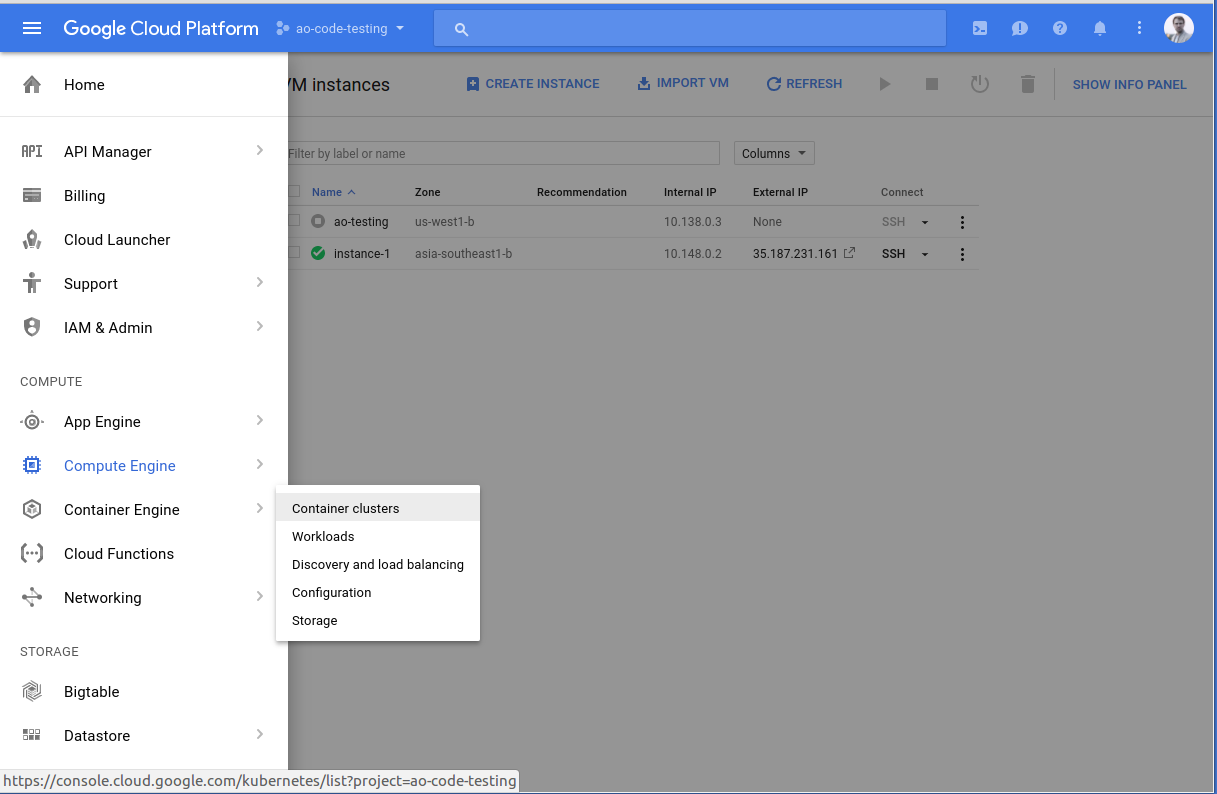 Google Cloud Platform ao-code-testing
Home
API Manager
Billing
Cloud Launcher
Support
IAM & Admin
COMPUTE
App Engine
Compute Engine
Container Engine
Cloud Functions
Networking
STORAGE
Bigtable
Datastore
Container clusters
Workloads
Discovery and load balancing
Configuration
Storage
VM instances CREATE INSTANCE IMPORT VM REFRESH SHOW INFO PANEL
Filter by label or name Columns
Name Zone Recommendation Internal IP External IP Connect
ao-testing us-west1-b 10.138.0.3 None SSH
instance-1 asia-southeast1-b 10.148.0.2 35.187.231.161 SSH
https://console.cloud.google.com/kubernetes/list?project=ao-code-testing